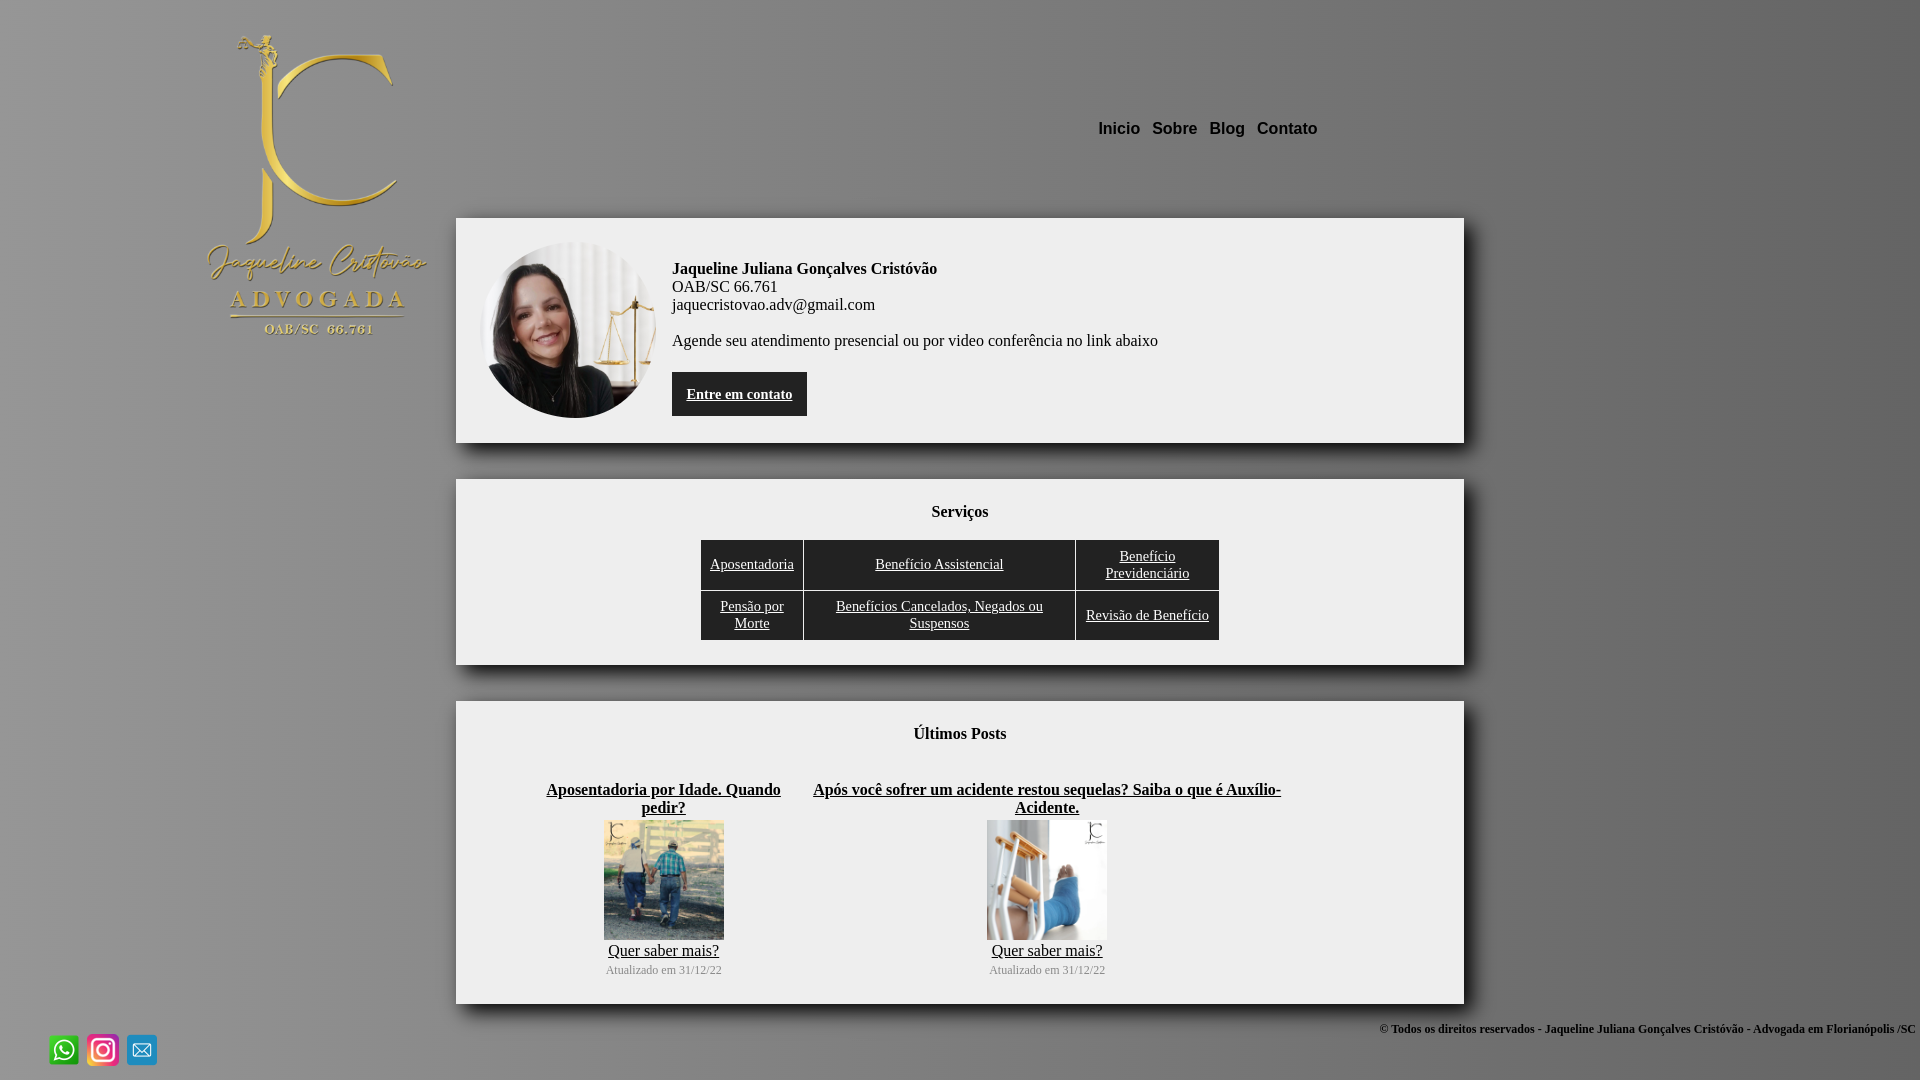 JC
Jaqueline Cristóvão
ADVOGADA
OAB/SC 66.761
Inicio Sobre Blog Contato
Jaqueline Juliana Gonçalves Cristóvão
OAB/SC 66.761
jaquecristovao.adv@gmail.com
Agende seu atendimento presencial ou por video conferência no link abaixo
Entre em contato
Serviços
Aposentadoria
Benefício Assistencial
Benefício
Previdenciário
Pensão por
Morte
Benefícios Cancelados, Negados ou
Suspensos
Revisão de Benefício
Últimos Posts
Aposentadoria por Idade. Quando
pedir?
Quer saber mais?
Atualizado em 31/12/22
Após você sofrer um acidente restou sequelas? Saiba o que é Auxílio-
Acidente.
Quer saber mais?
Atualizado em 31/12/22
© Todos os direitos reservados - Jaqueline Juliana Gonçalves Cristóvão - Advogada em Florianópolis /SC